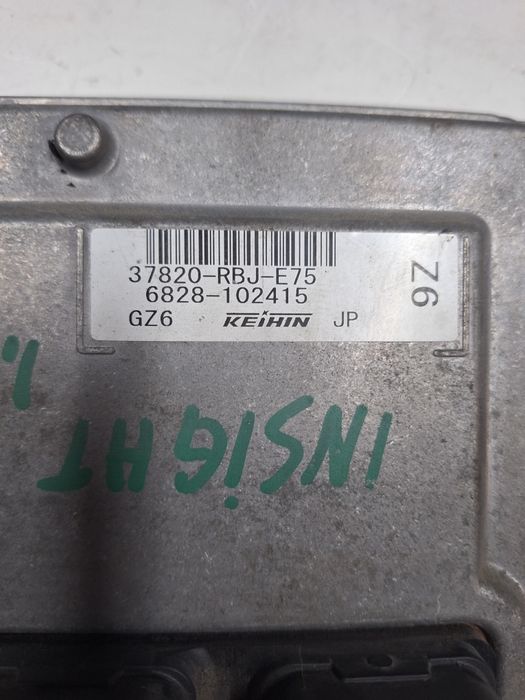 37820-RBJ-E75
6828-102415
GZ6 KEIHIN JP
Z6
INSIGHT